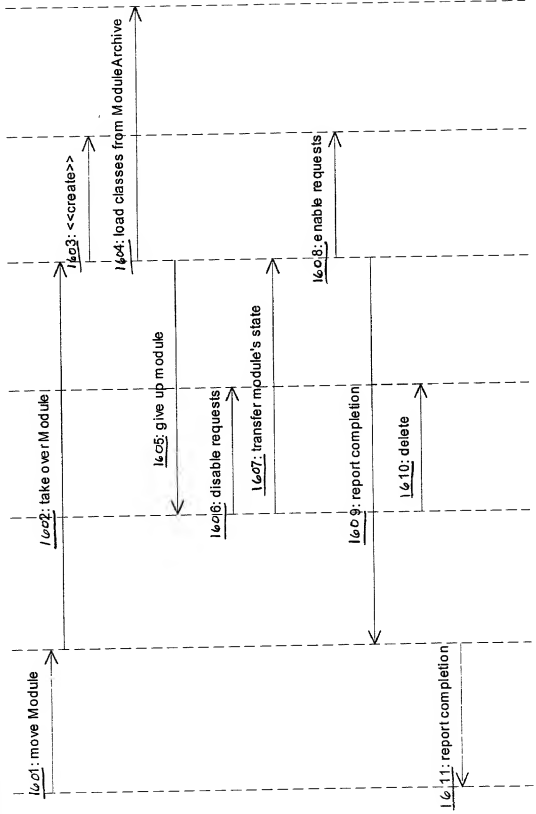 1601: move Module
1602: take over Module
1603: <<create>>
1604: load classes from ModuleArchive
1605: give up module
1606: disable requests
1607: transfer module's state
1608: enable requests
1609: report completion
1610: delete
1611: report completion